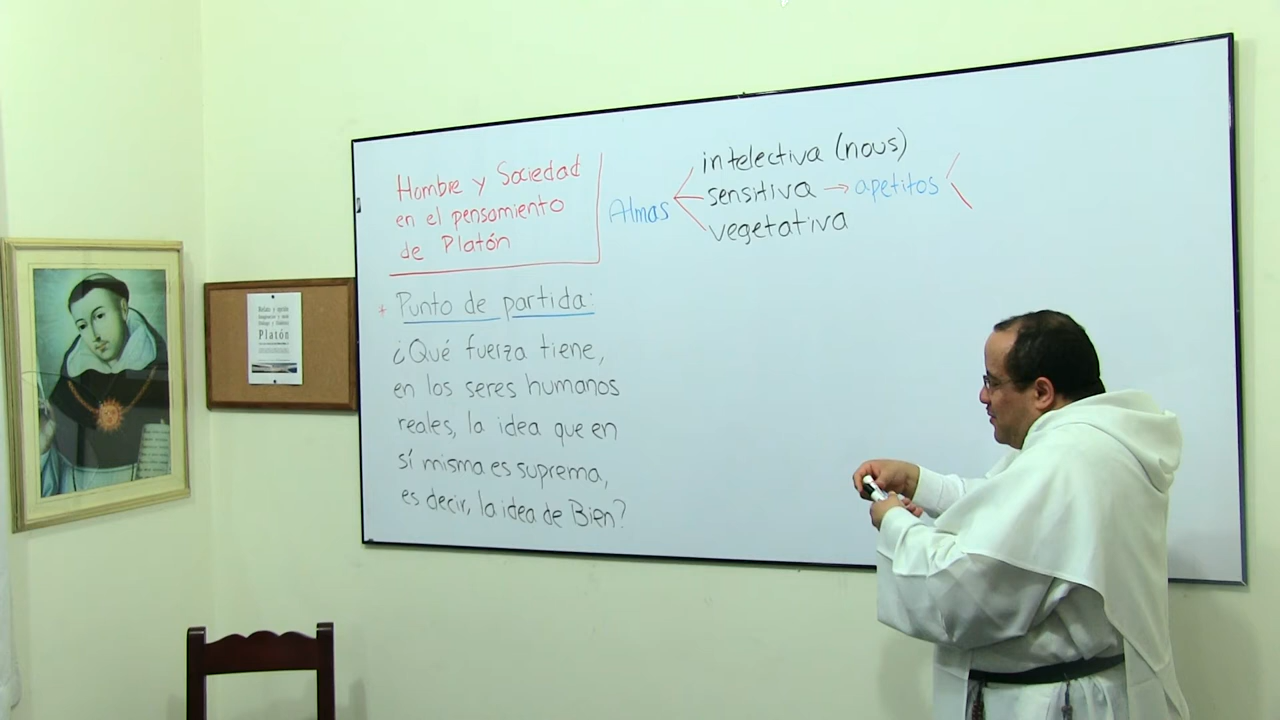 Hombre y Sociedad
en el pensamiento
de Platón
Almas
intelectiva (nous)
sensitiva → apetitos
vegetativa
* Punto de partida:
¿Qué fuerza tiene,
en los seres humanos
reales, la idea que en
sí misma es suprema,
es decir, la idea de Bien?
Platón